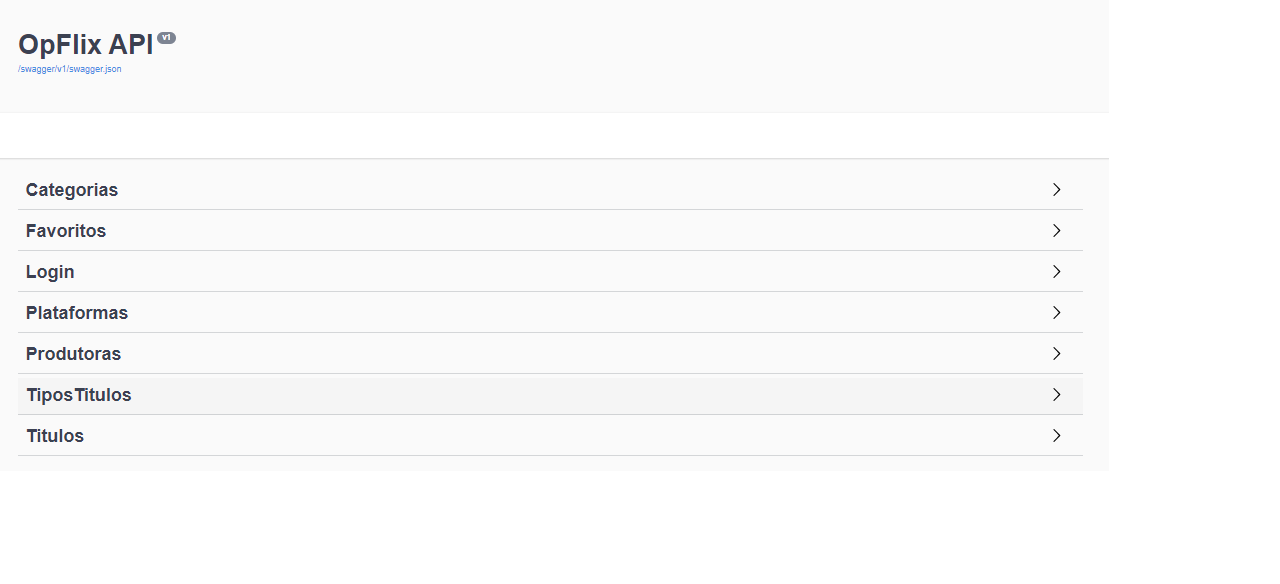 OpFlix API v1
/swagger/v1/swagger.json
Categorias
Favoritos
Login
Plataformas
Produtoras
TiposTitulos
Titulos